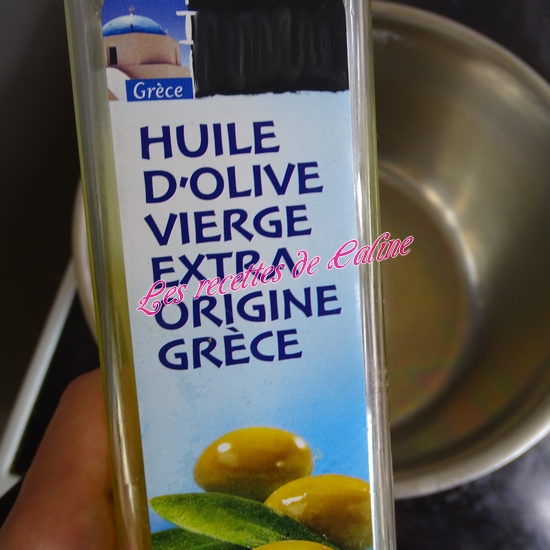 Grèce
HUILE
D'OLIVE
VIERGE
EXTRA
Les recettes de Caline
ORIGINE
GRÈCE